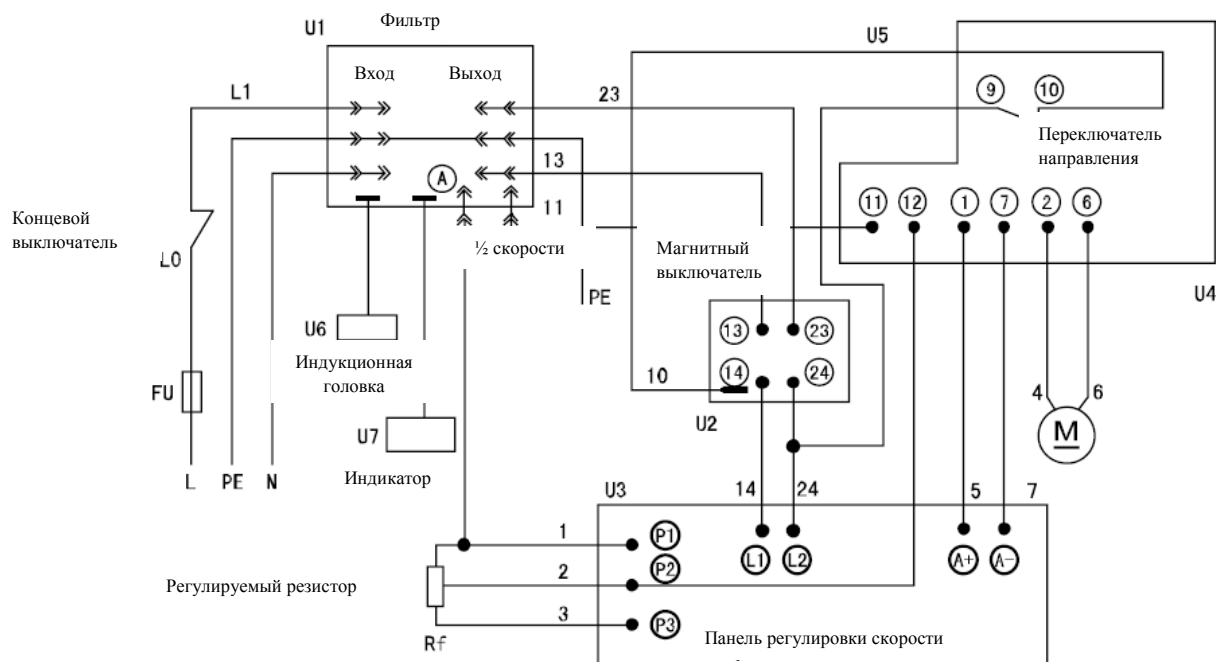 U1
Фильтр
U5
Вход
Выход
L1
23
9
10
Переключатель
направления
13
A
11
11
12
1
7
2
6
Концевой
выключатель
½ скорости
Магнитный
выключатель
L0
PE
U4
U6
13
23
Индукционная
головка
14
24
10
FU
4
6
U2
M
U7
L
PE
N
Индикатор
U3
14
24
5
7
1
P1
L1
L2
A+
A-
P2
2
Регулируемый резистор
3
P3
Rf
Панель регулировки скорости